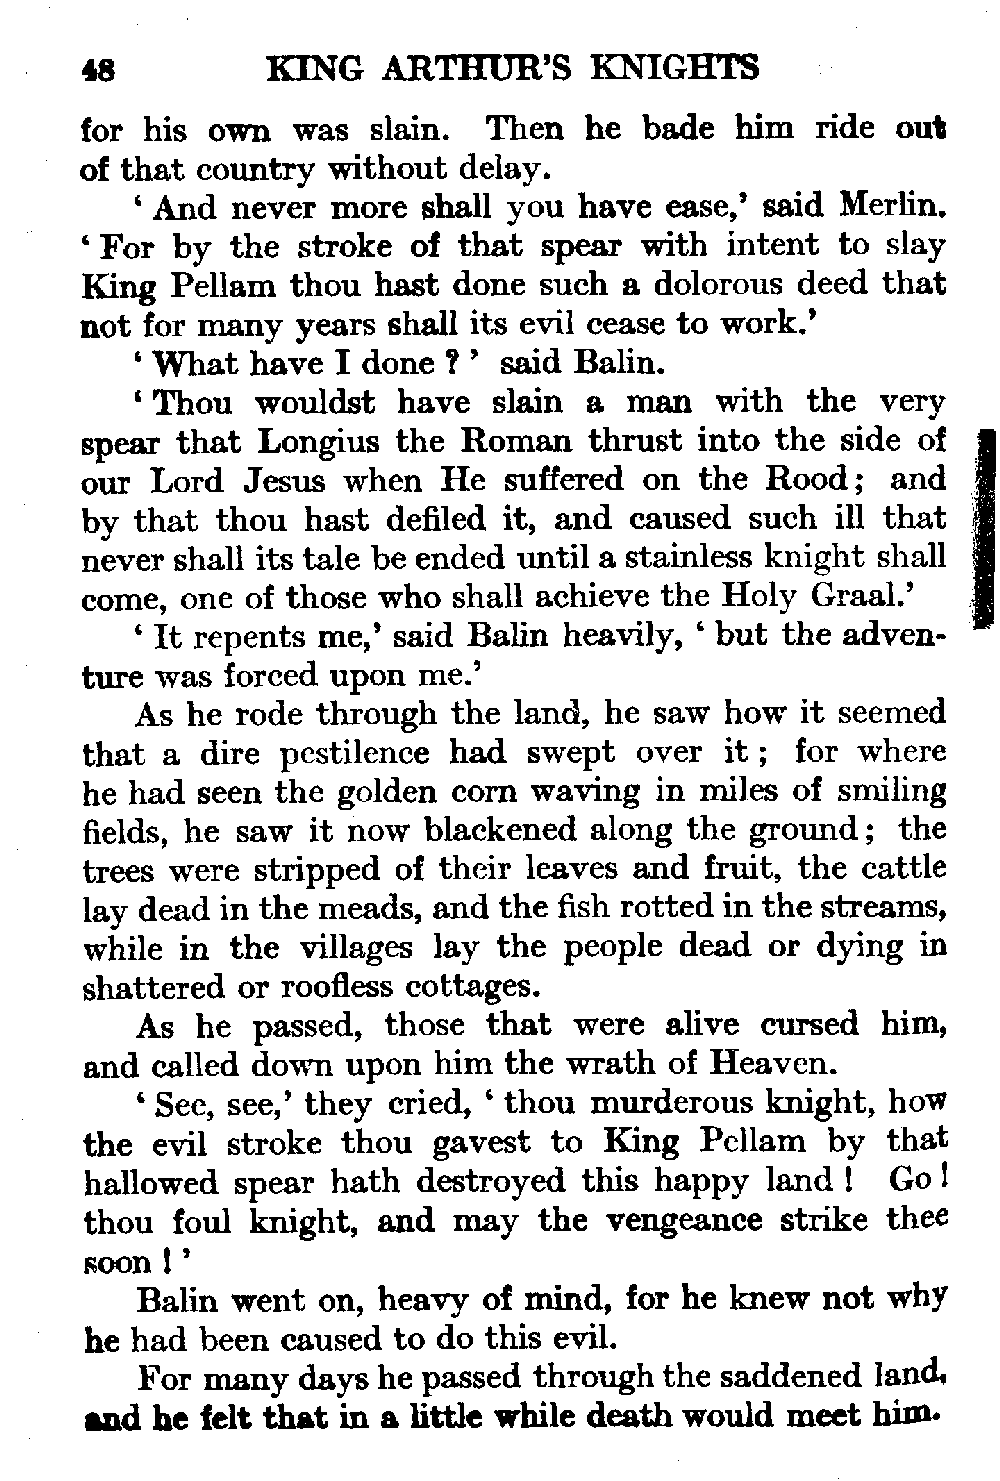 48 KING ARTHUR'S KNIGHTS
for his own was slain. Then he bade him ride out
of that country without delay.
‘ And never more shall you have ease,’ said Merlin.
‘ For by the stroke of that spear with intent to slay
King Pellam thou hast done such a dolorous deed that
not for many years shall its evil cease to work.’
‘ What have I done ? ’ said Balin.
‘ Thou wouldst have slain a man with the very
spear that Longius the Roman thrust into the side of
our Lord Jesus when He suffered on the Rood ; and
by that thou hast defiled it, and caused such ill that
never shall its tale be ended until a stainless knight shall
come, one of those who shall achieve the Holy Graal.’
‘ It repents me,’ said Balin heavily, ‘ but the adven-
ture was forced upon me.’
As he rode through the land, he saw how it seemed
that a dire pestilence had swept over it ; for where
he had seen the golden corn waving in miles of smiling
fields, he saw it now blackened along the ground ; the
trees were stripped of their leaves and fruit, the cattle
lay dead in the meads, and the fish rotted in the streams,
while in the villages lay the people dead or dying in
shattered or roofless cottages.
As he passed, those that were alive cursed him,
and called down upon him the wrath of Heaven.
‘ See, see,’ they cried, ‘ thou murderous knight, how
the evil stroke thou gavest to King Pellam by that
hallowed spear hath destroyed this happy land ! Go !
thou foul knight, and may the vengeance strike thee
soon ! ’
Balin went on, heavy of mind, for he knew not why
he had been caused to do this evil.
For many days he passed through the saddened land,
and he felt that in a little while death would meet him.